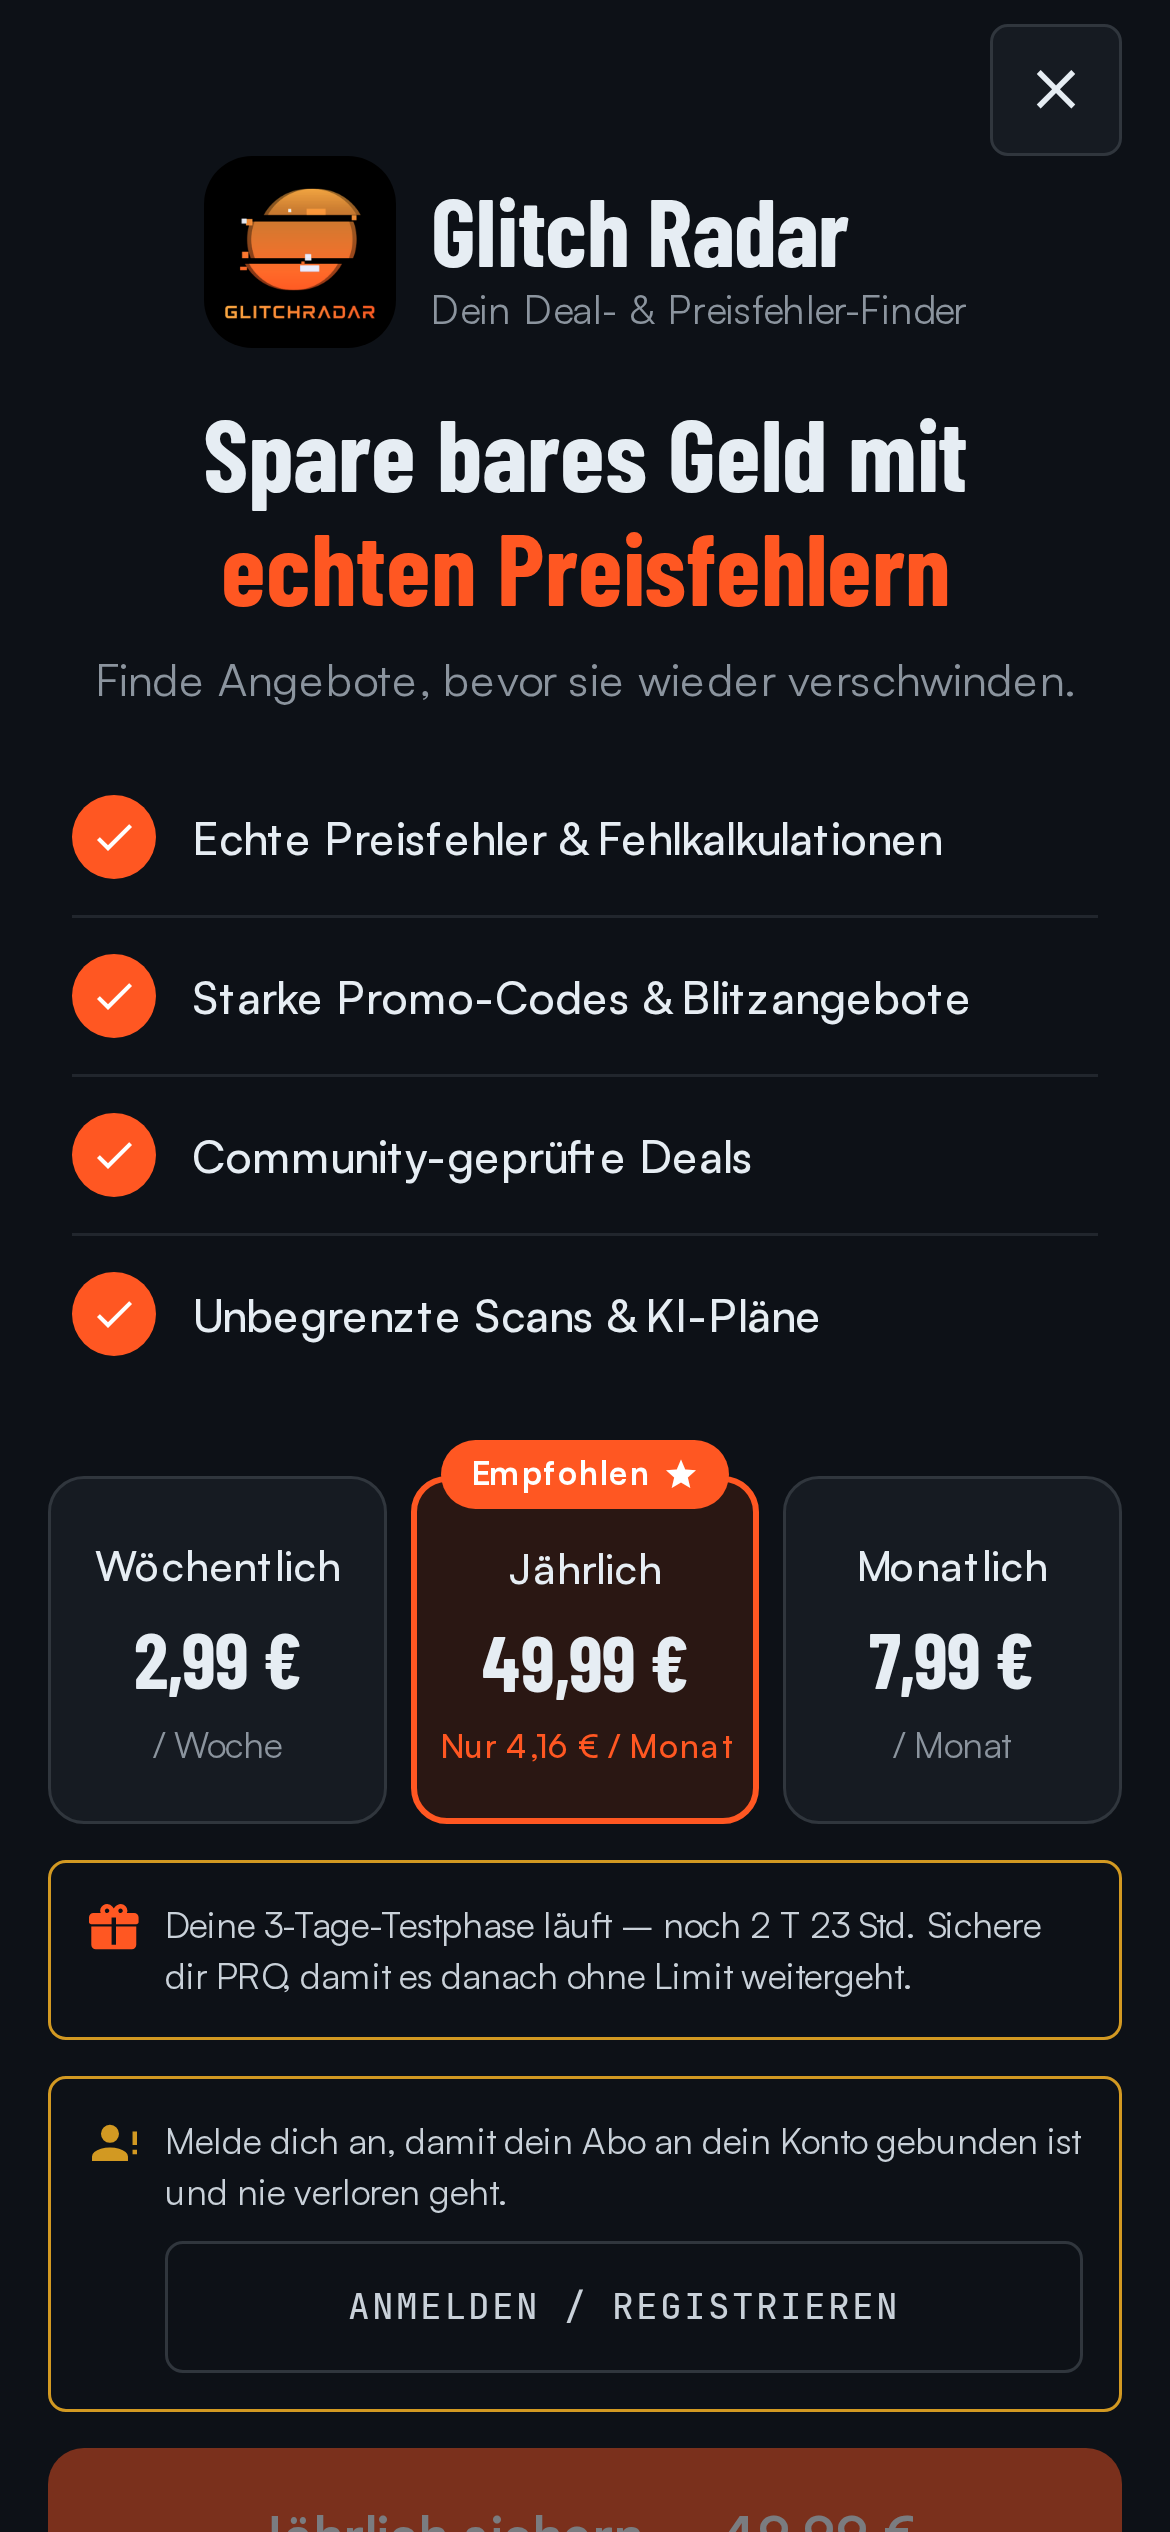 GLITCHRADAR
Glitch Radar
Dein Deal- & Preisfehler-Finder
Spare bares Geld mit
echten Preisfehlern
Finde Angebote, bevor sie wieder verschwinden.
Echte Preisfehler & Fehlkalkulationen
Starke Promo-Codes & Blitzangebote
Community-geprüfte Deals
Unbegrenzte Scans & KI-Pläne
Wöchentlich
2,99 €
/ Woche
Empfohlen
Jährlich
49,99 €
Nur 4,16 € / Monat
Monatlich
7,99 €
/ Monat
Deine 3-Tage-Testphase läuft — noch 2 T 23 Std. Sichere
dir PRO, damit es danach ohne Limit weitergeht.
Melde dich an, damit dein Abo an dein Konto gebunden ist
und nie verloren geht.
ANMELDEN / REGISTRIEREN
Jährlich sichern – 49,99 €